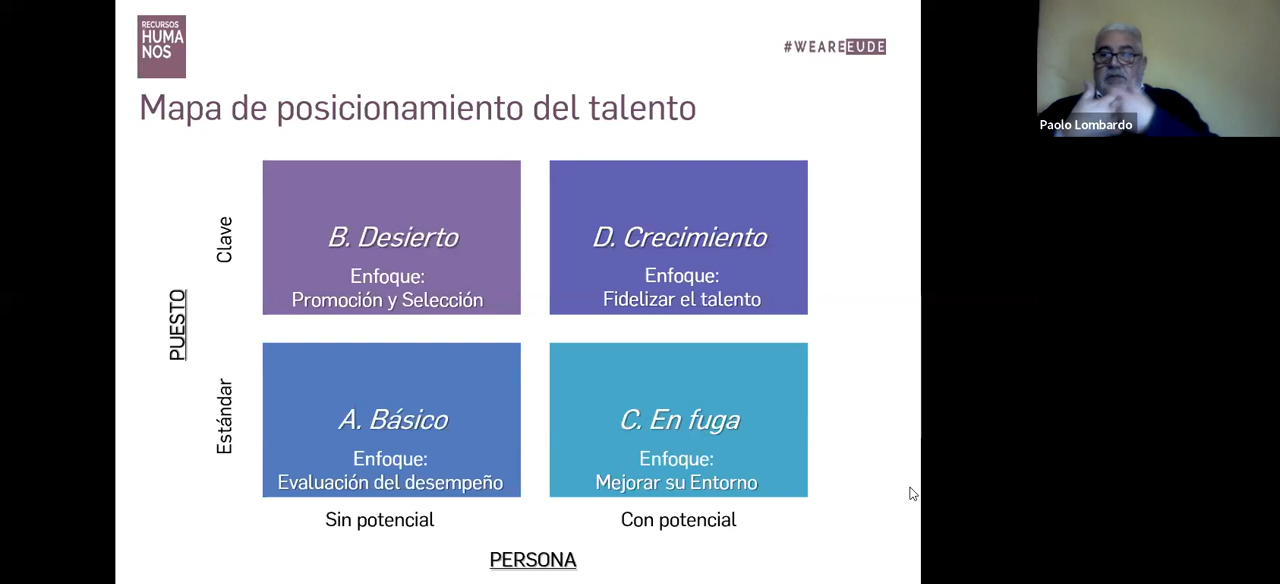 RECURSOS
HUMA
NOS
#WEAREEUDE
Paolo Lombardo
Mapa de posicionamiento del talento
PUESTO
Clave
Estándar
B. Desierto
Enfoque:
Promoción y Selección
D. Crecimiento
Enfoque:
Fidelizar el talento
A. Básico
Enfoque:
Evaluación del desempeño
C. En fuga
Enfoque:
Mejorar su Entorno
Sin potencial
Con potencial
PERSONA